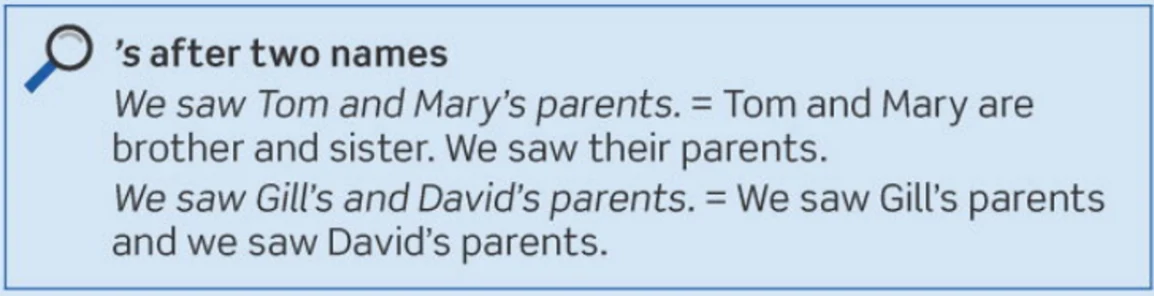 ’s after two names
We saw Tom and Mary’s parents. = Tom and Mary are
brother and sister. We saw their parents.
We saw Gill’s and David’s parents. = We saw Gill’s parents
and we saw David’s parents.